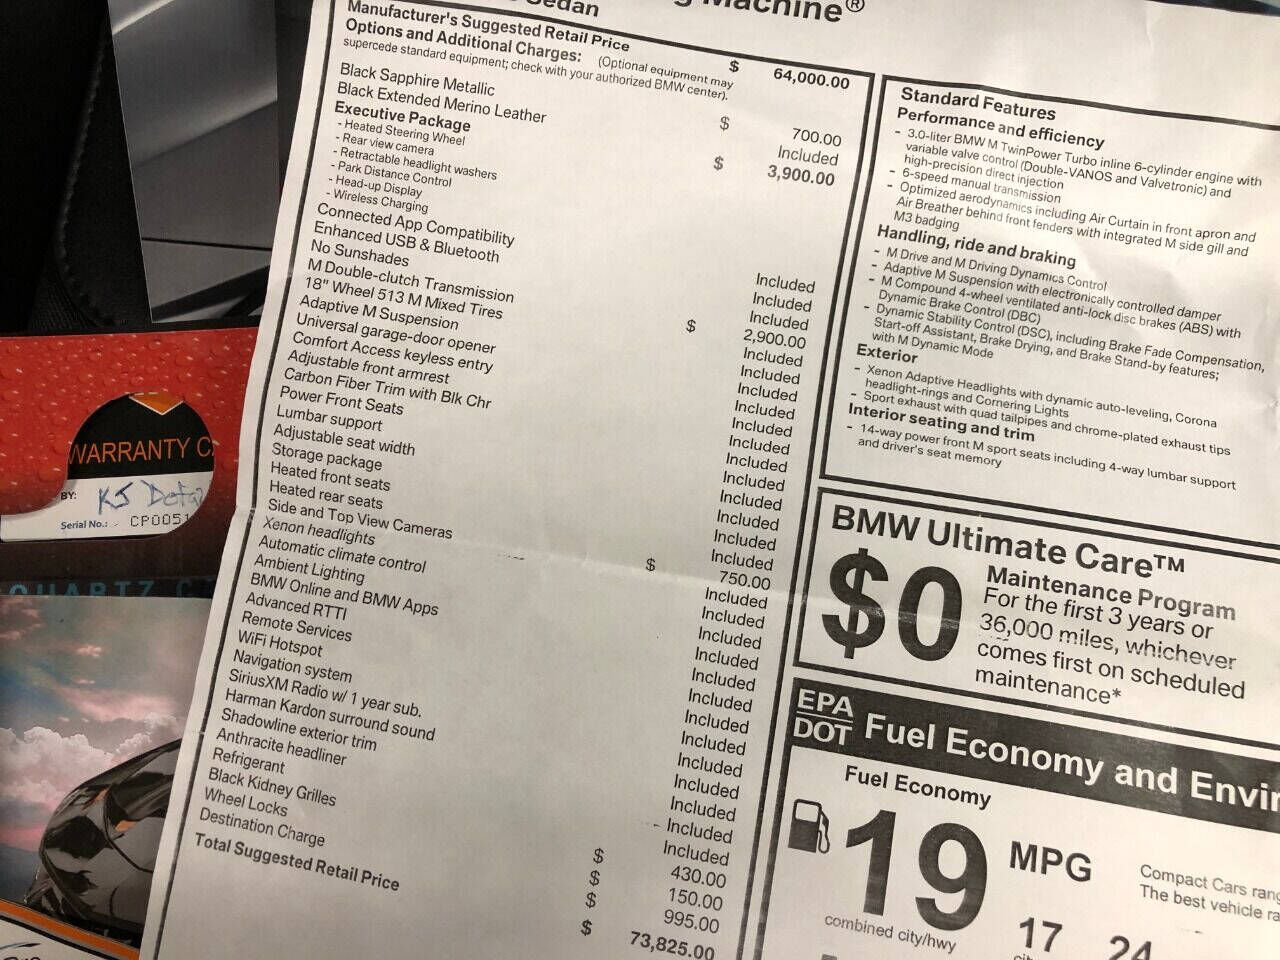 g Machine®
Sedan
Manufacturer's Suggested Retail Price $ 64,000.00
Options and Additional Charges: (Optional equipment may
supercede standard equipment; check with your authorized BMW center).
Black Sapphire Metallic $ 700.00
Black Extended Merino Leather Included
Executive Package $ 3,900.00
- Heated Steering Wheel
- Rear view camera
- Retractable headlight washers
- Park Distance Control
- Head-up Display
- Wireless Charging
Connected App Compatibility Included
Enhanced USB & Bluetooth Included
No Sunshades Included
M Double-clutch Transmission $ 2,900.00
18" Wheel 513 M Mixed Tires Included
Adaptive M Suspension Included
Universal garage-door opener Included
Comfort Access keyless entry Included
Adjustable front armrest Included
Carbon Fiber Trim with Blk Chr Included
Power Front Seats Included
Lumbar support Included
Adjustable seat width Included
Storage package Included
Heated front seats Included
Heated rear seats Included
Side and Top View Cameras $ 750.00
Xenon headlights Included
Automatic climate control Included
Ambient Lighting Included
BMW Online and BMW Apps Included
Advanced RTTI Included
Remote Services Included
WiFi Hotspot Included
Navigation system Included
SiriusXM Radio w/ 1 year sub. Included
Harman Kardon surround sound Included
Shadowline exterior trim Included
Anthracite headliner Included
Refrigerant Included
Black Kidney Grilles $ 430.00
Wheel Locks $ 150.00
Destination Charge $ 995.00
Total Suggested Retail Price $ 73,825.00
Standard Features
Performance and efficiency
- 3.0-liter BMW M TwinPower Turbo inline 6-cylinder engine with
variable valve control (Double-VANOS and Valvetronic) and
high-precision direct injection
- 6-speed manual transmission
- Optimized aerodynamics including Air Curtain in front apron and
Air Breather behind front fenders with integrated M side gill and
M3 badging
Handling, ride and braking
- M Drive and M Driving Dynamics Control
- Adaptive M Suspension with electronically controlled damper
- M Compound 4-wheel ventilated anti-lock disc brakes (ABS) with
Dynamic Brake Control (DBC)
- Dynamic Stability Control (DSC), including Brake Fade Compensation,
Start-off Assistant, Brake Drying, and Brake Stand-by features;
with M Dynamic Mode
Exterior
- Xenon Adaptive Headlights with dynamic auto-leveling, Corona
headlight-rings and Cornering Lights
- Sport exhaust with quad tailpipes and chrome-plated exhaust tips
Interior seating and trim
- 14-way power front M sport seats including 4-way lumbar support
and driver's seat memory
BMW Ultimate Care™
$0
Maintenance Program
For the first 3 years or
36,000 miles, whichever
comes first on scheduled
maintenance*
EPA
DOT
Fuel Economy and Envir
Fuel Economy
19 MPG
combined city/hwy
17 24
Compact Cars rang
The best vehicle ra
WARRANTY C
BY: KJ Deta
Serial No.: CP0051
QUARTZ C